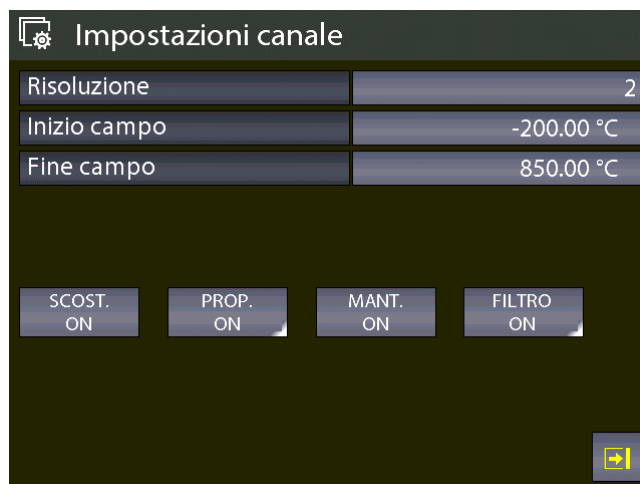 Impostazioni canale
Risoluzione 2
Inizio campo -200.00 °C
Fine campo 850.00 °C
SCOST. PROP. MANT. FILTRO
ON ON ON ON